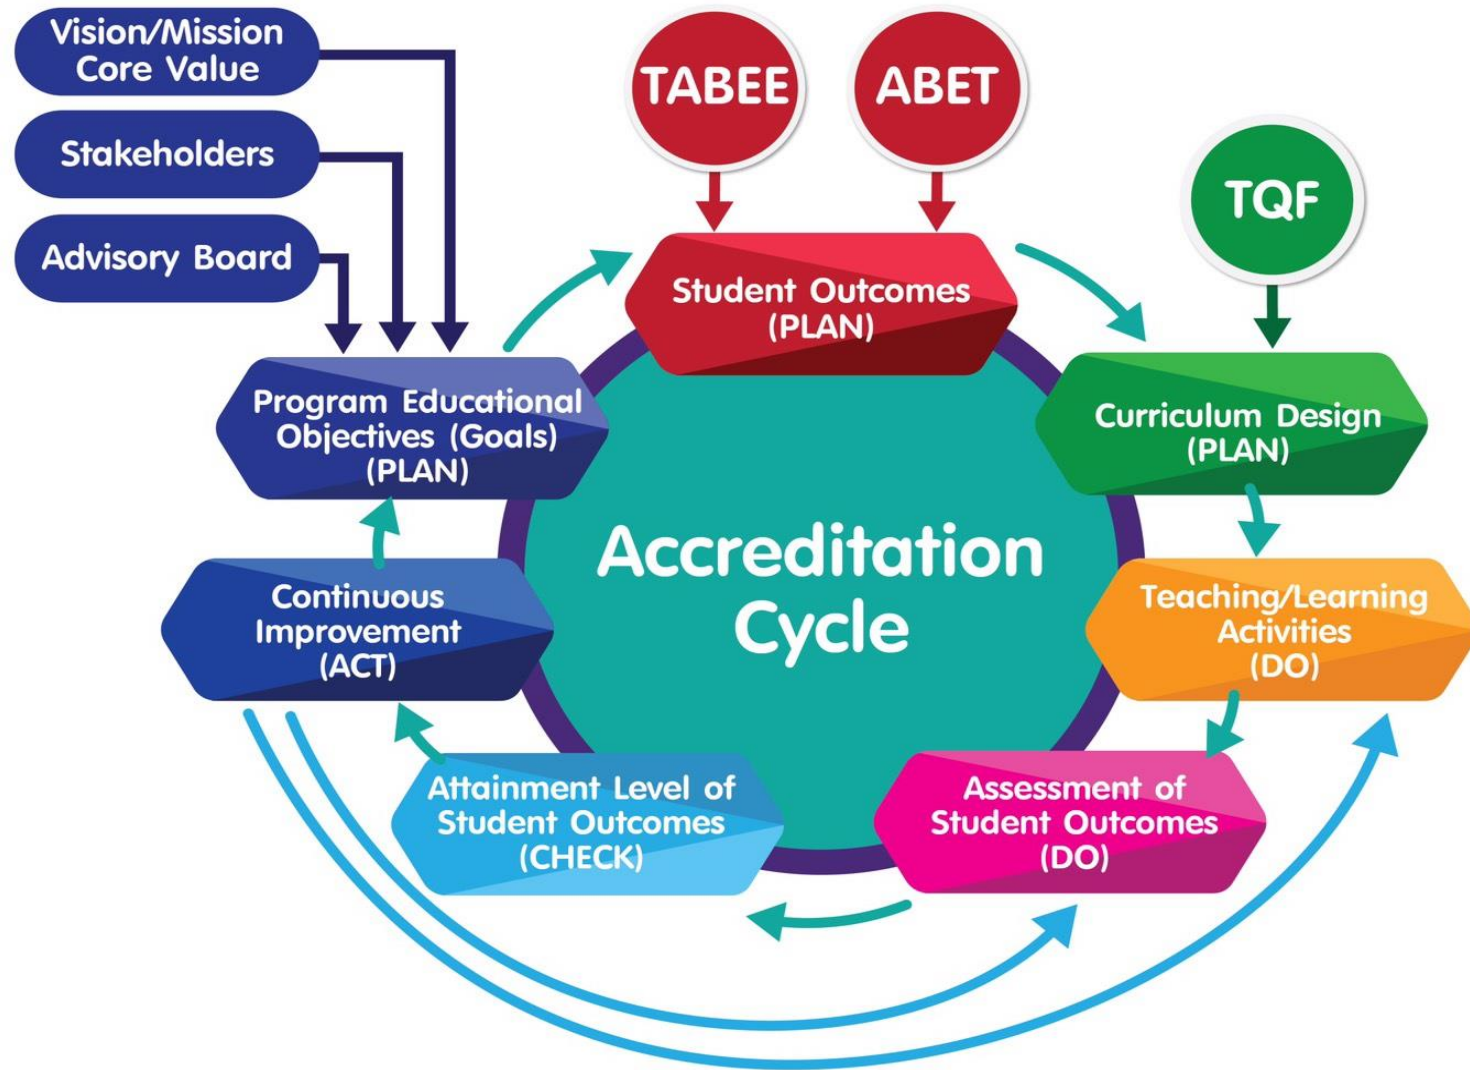 Vision/Mission
Core Value
Stakeholders
Advisory Board
TABEE
ABET
TQF
Student Outcomes
(PLAN)
Program Educational
Objectives (Goals)
(PLAN)
Curriculum Design
(PLAN)
Accreditation
Cycle
Continuous
Improvement
(ACT)
Teaching/Learning
Activities
(DO)
Attainment Level of
Student Outcomes
(CHECK)
Assessment of
Student Outcomes
(DO)